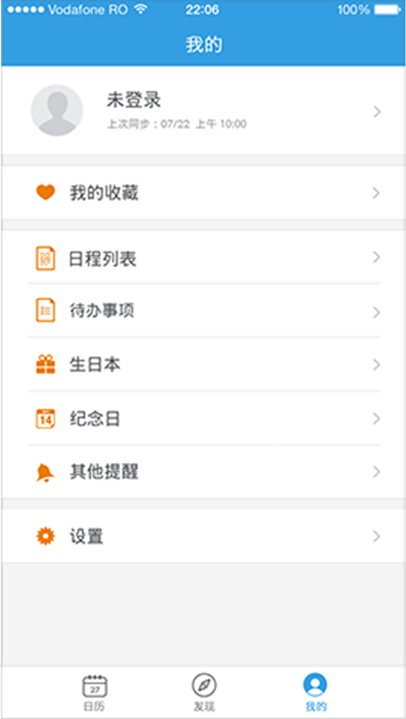 Vodafone RO 22:06 100%
我的
未登录
上次同步：07/22 上午 10:00
我的收藏
日程列表
待办事项
生日本
14 纪念日
其他提醒
设置
27
日历 发现 我的